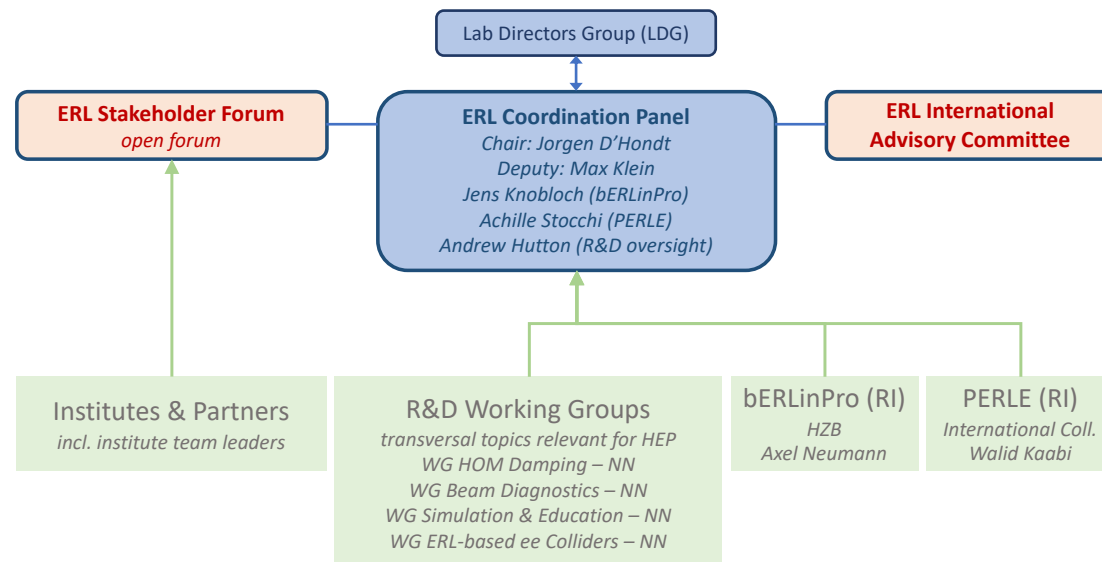 Lab Directors Group (LDG)
ERL Stakeholder Forum
open forum
ERL Coordination Panel
Chair: Jorgen D’Hondt
Deputy: Max Klein
Jens Knobloch (bERLinPro)
Achille Stocchi (PERLE)
Andrew Hutton (R&D oversight)
ERL International
Advisory Committee
Institutes & Partners
incl. institute team leaders
R&D Working Groups
transversal topics relevant for HEP
WG HOM Damping – NN
WG Beam Diagnostics – NN
WG Simulation & Education – NN
WG ERL-based ee Colliders – NN
bERLinPro (RI)
HZB
Axel Neumann
PERLE (RI)
International Coll.
Walid Kaabi